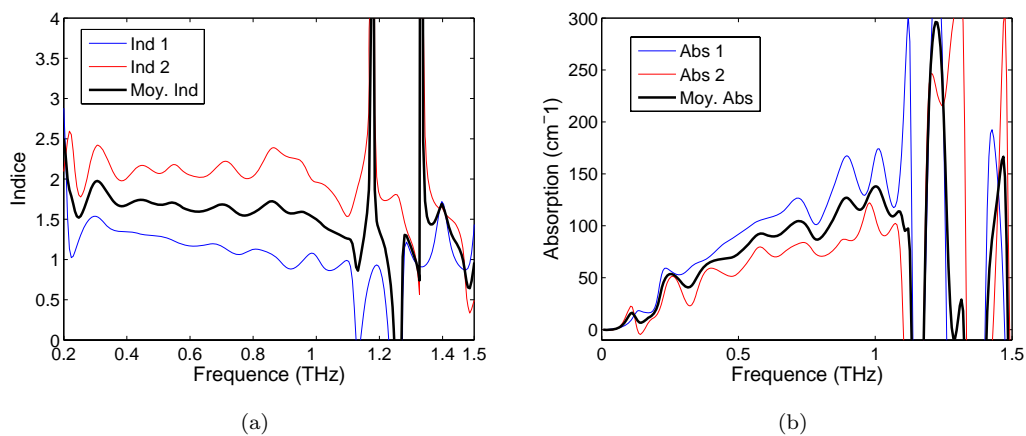 4
3.5
3
2.5
2
1.5
1
0.5
0
Indice
Ind 1
Ind 2
Moy. Ind
0.2
0.4
0.6
0.8
1
1.2
1.4
1.5
Frequence (THz)
(a)
300
250
200
150
100
50
0
Absorption (cm⁻1)
Abs 1
Abs 2
Moy. Abs
0
0.5
1
1.5
Frequence (THz)
(b)